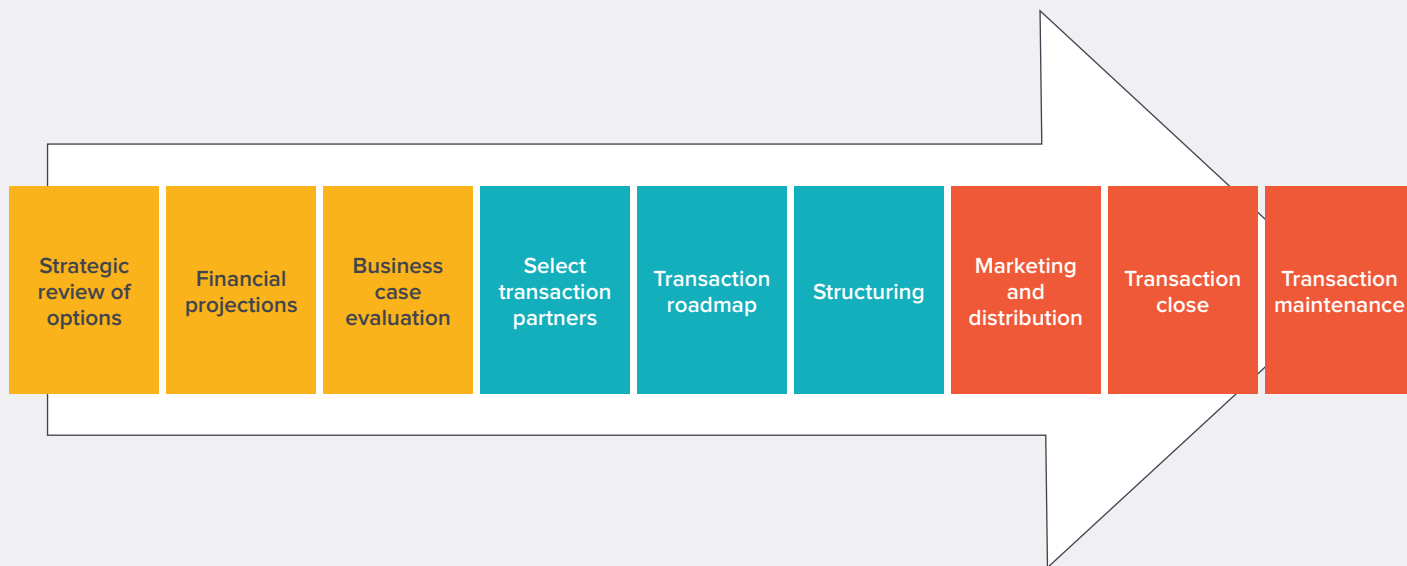 Strategic
review of
options
Financial
projections
Business
case
evaluation
Select
transaction
partners
Transaction
roadmap
Structuring
Marketing
and
distribution
Transaction
close
Transaction
maintenance